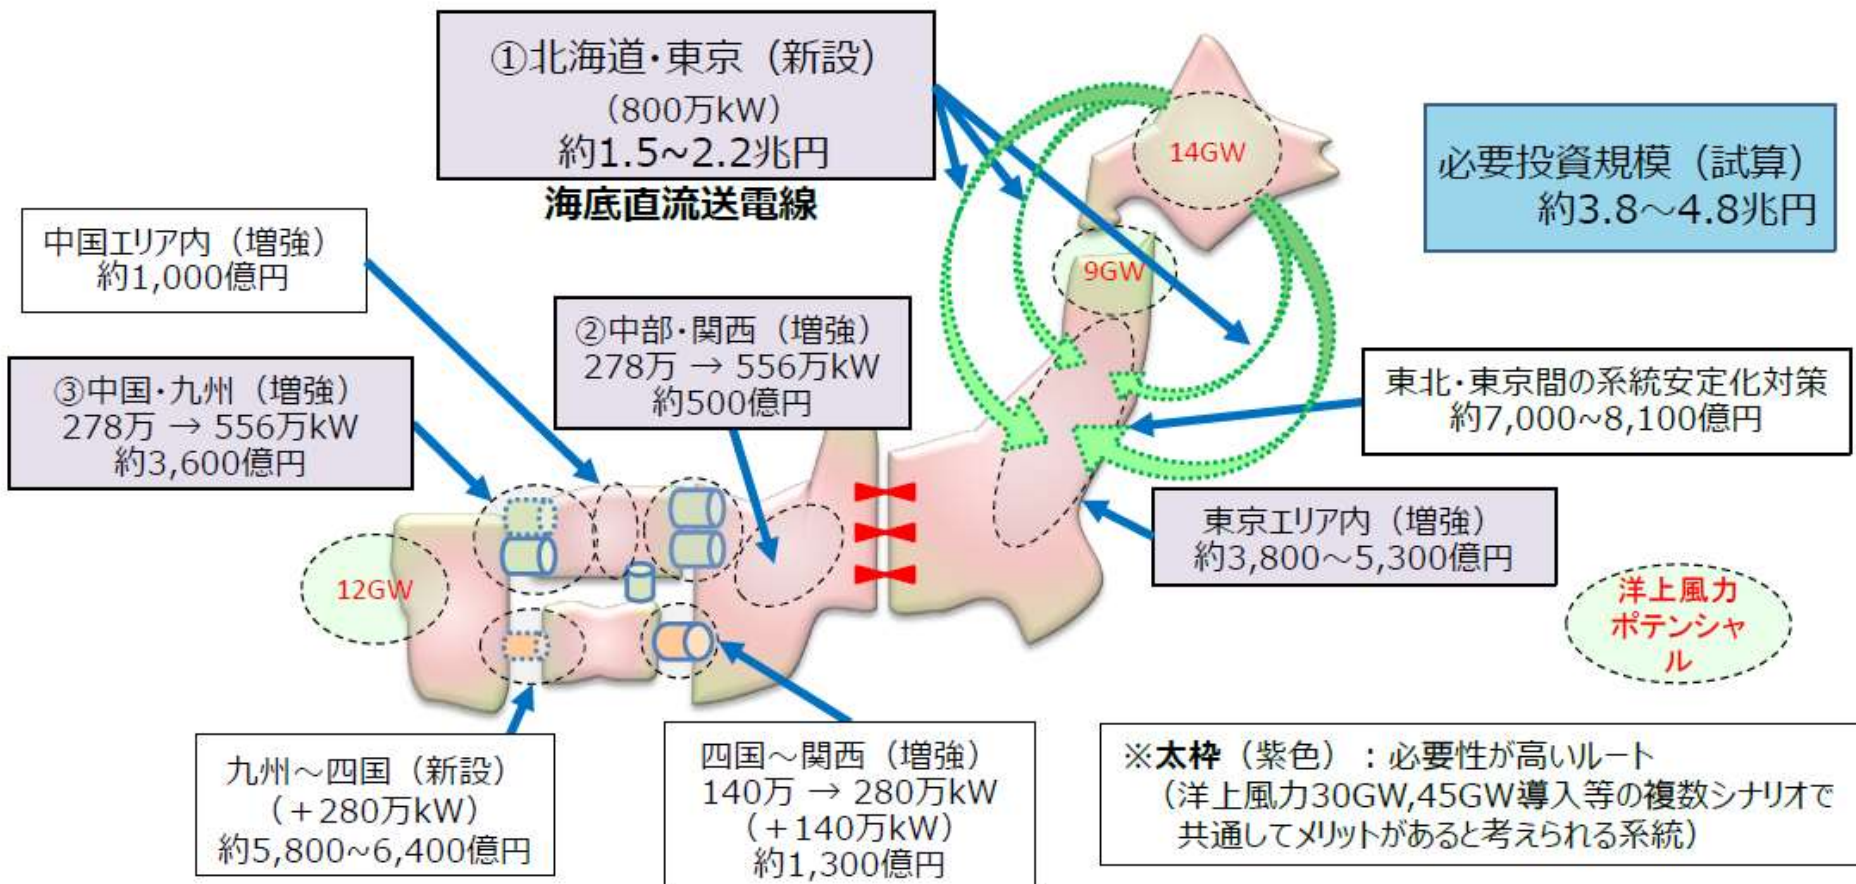 ①北海道・東京（新設）
（800万kW）
約1.5~2.2兆円
海底直流送電線
14GW
必要投資規模（試算）
約3.8～4.8兆円
中国エリア内（増強）
約1,000億円
9GW
②中部・関西（増強）
278万 → 556万kW
約500億円
③中国・九州（増強）
278万 → 556万kW
約3,600億円
東北・東京間の系統安定化対策
約7,000~8,100億円
東京エリア内（増強）
約3,800～5,300億円
12GW
洋上風力
ポテンシャ
ル
九州～四国（新設）
（＋280万kW）
約5,800~6,400億円
四国～関西（増強）
140万 → 280万kW
（＋140万kW）
約1,300億円
※太枠（紫色）：必要性が高いルート
（洋上風力30GW,45GW導入等の複数シナリオで
共通してメリットがあると考えられる系統）